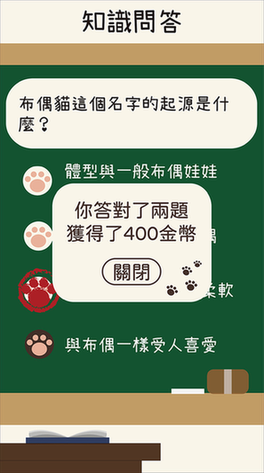 知識問答
布偶貓這個名字的起源是什
麼？
體型與一般布偶娃娃
你答對了兩題
獲得了400金幣
關閉
柔軟
與布偶一樣受人喜愛